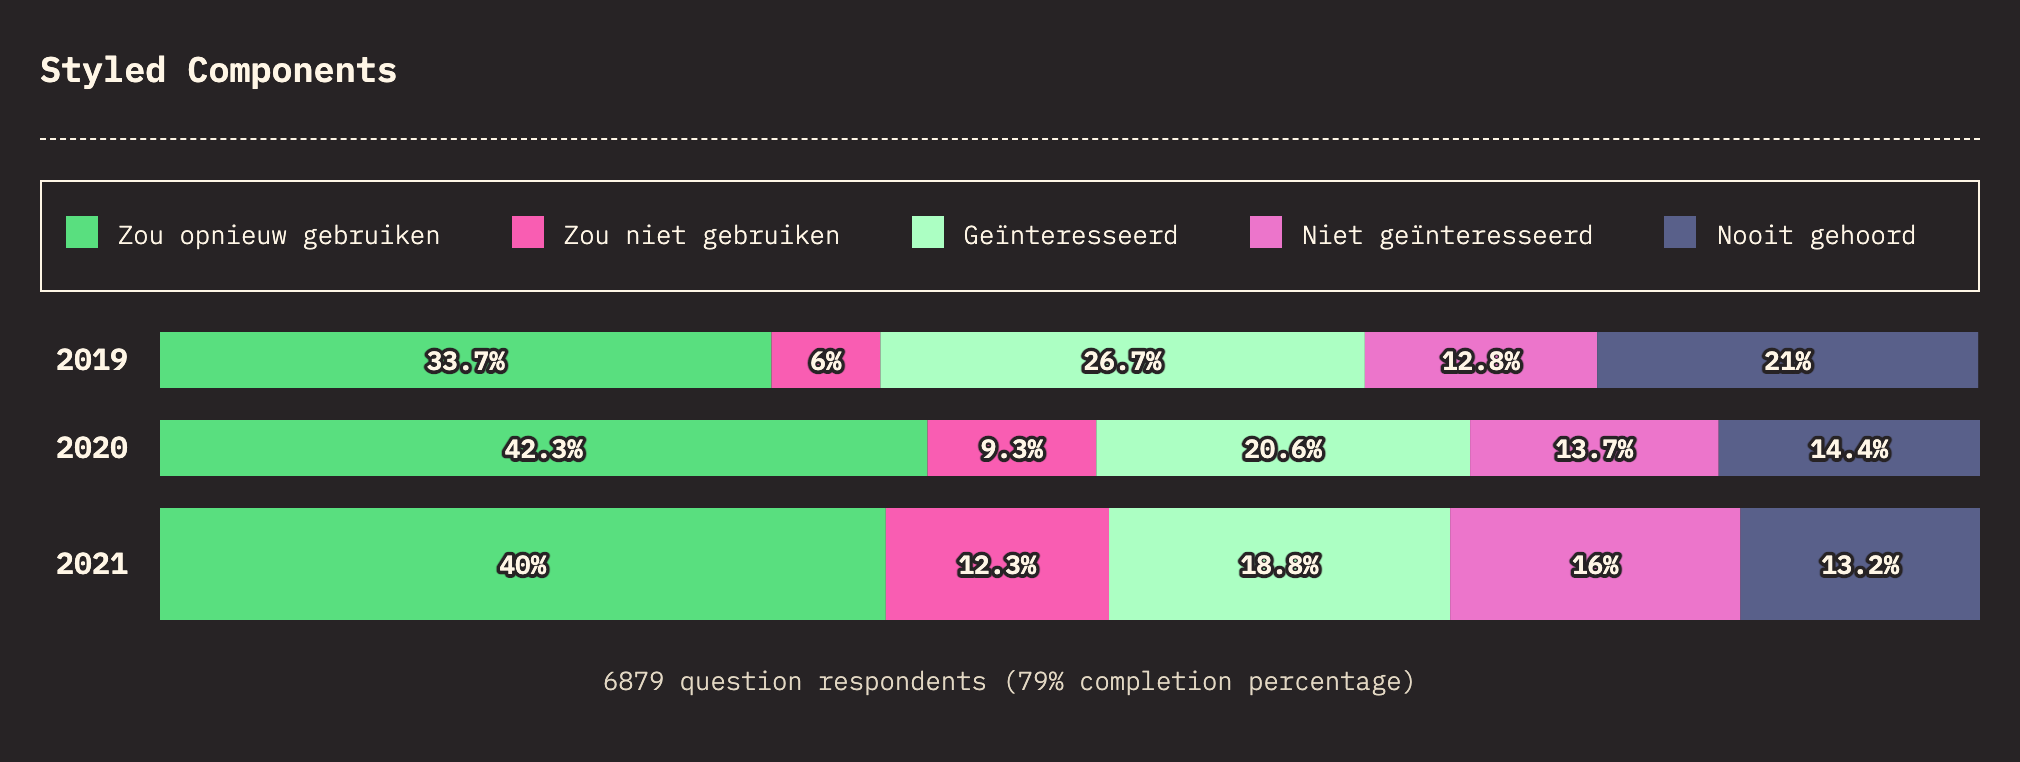 Styled Components
Zou opnieuw gebruiken Zou niet gebruiken Geïnteresseerd Niet geïnteresseerd Nooit gehoord
2019 33.7% 6% 26.7% 12.8% 21%
2020 42.3% 9.3% 20.6% 13.7% 14.4%
2021 40% 12.3% 18.8% 16% 13.2%
6879 question respondents (79% completion percentage)